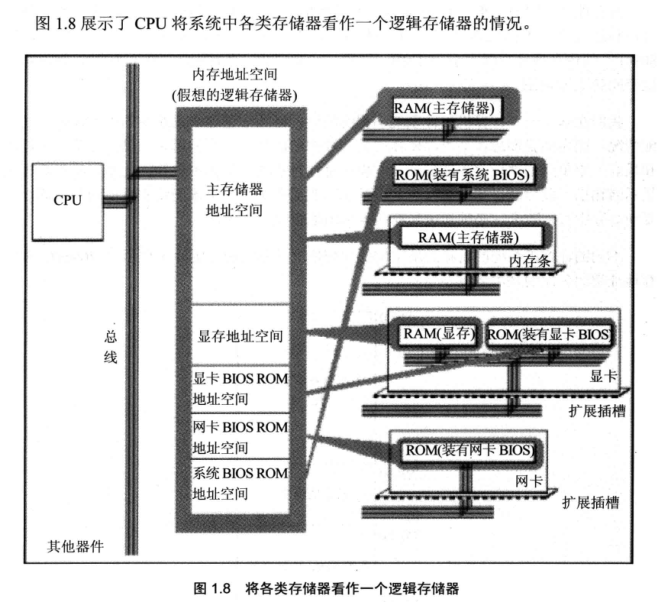 图 1.8 展示了 CPU 将系统中各类存储器看作一个逻辑存储器的情况。
内存地址空间
(假想的逻辑存储器)
RAM(主存储器)
CPU
主存储器
地址空间
ROM(装有系统 BIOS)
RAM(主存储器)
内存条
总
线
显存地址空间
RAM(显存)
ROM(装有显卡 BIOS)
显卡
显卡 BIOS ROM
地址空间
扩展插槽
网卡 BIOS ROM
地址空间
ROM(装有网卡 BIOS)
网卡
系统 BIOS ROM
地址空间
扩展插槽
其他器件
图 1.8 将各类存储器看作一个逻辑存储器